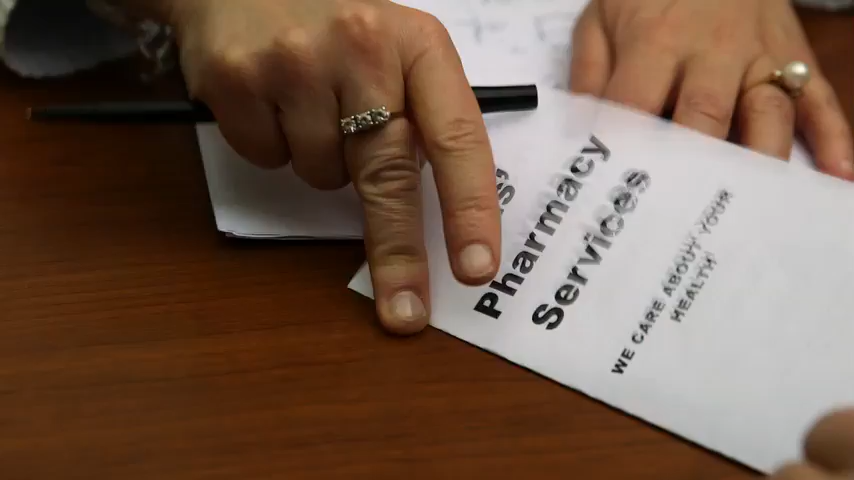 s'
Pharmacy
Services
WE CARE ABOUT YOUR
HEALTH